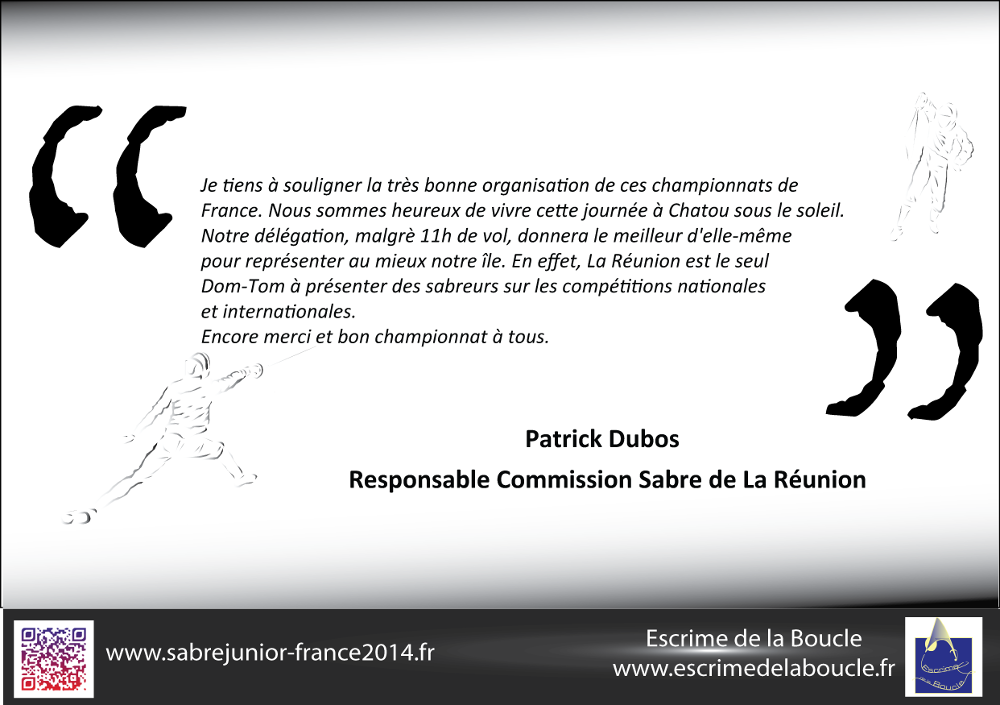 Je tiens à souligner la très bonne organisation de ces championnats de
France. Nous sommes heureux de vivre cette journée à Chatou sous le soleil.
Notre délégation, malgrè 11h de vol, donnera le meilleur d'elle-même
pour représenter au mieux notre île. En effet, La Réunion est le seul
Dom-Tom à présenter des sabreurs sur les compétitions nationales
et internationales.
Encore merci et bon championnat à tous.
Patrick Dubos
Responsable Commission Sabre de La Réunion
www.sabrejunior-france2014.fr
Escrime de la Boucle
www.escrimedelaboucle.fr
Escrime
de la Boucle